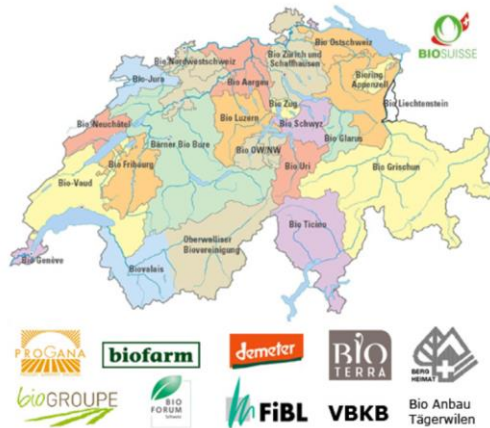 BIOSUISSE
Bio Ostschweiz
Bio Zürich und
Schaffhausen
Bio Nordwestschweiz
Bio-Jura
Bio Aargau
Bioring
Appenzell
Bio Zug
Bio Liechtenstein
Bio Neuchâtel
Bio Luzern
Bio Schwyz
Bärner Bio Bure
Bio Glarus
Bio OW/NW
Bio Fribourg
Bio Uri
Bio Grischun
Bio-Vaud
Bio Ticino
Oberwalliser
Biovereinigung
Biovalais
Bio Genève
PROGANA
biofarm
demeter
BIO
TERRA
BERG
HEIMAT
bioGROUPE
BIO
FORUM
FiBL
VBKB
Bio Anbau
Tägerwilen